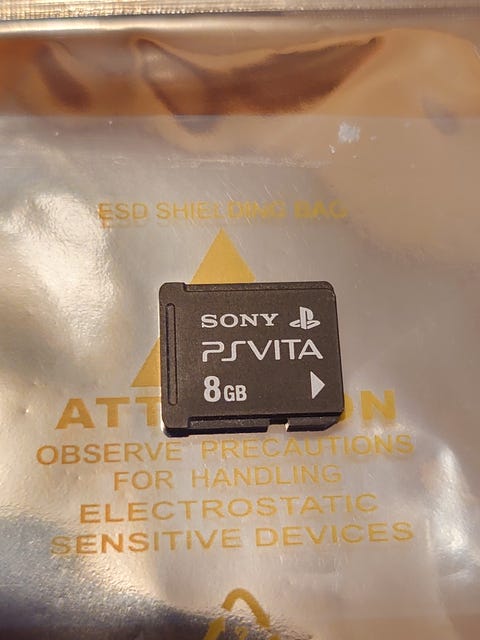 ESD SHIELDING BAG
SONY
PSVITA
8GB
OBSERVE PRECAUTIONS
FOR HANDLING
ELECTROSTATIC
SENSITIVE DEVICES